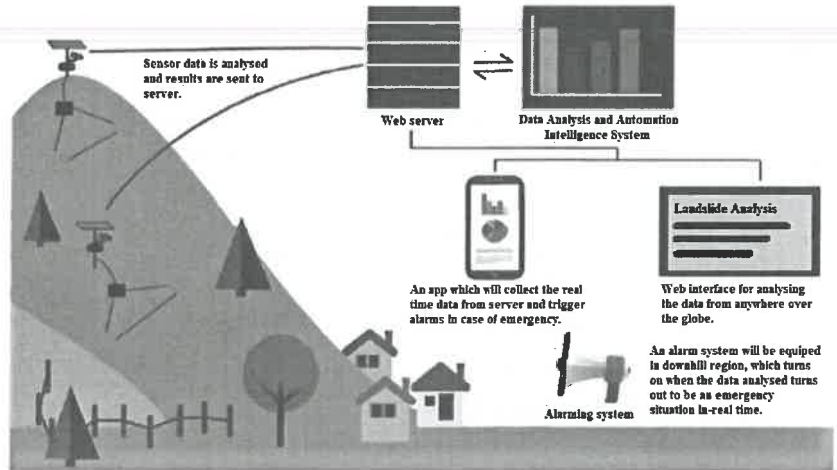 Sensor data is analysed
and results are sent to
server.
Web server
Data Analysis and Automation
Intelligence System
Landslide Analysis
An app which will collect the real
time data from server and trigger
alarms in case of emergency.
Web interface for analysing
the data from anywhere over
the globe.
Alarming system
An alarm system will be equiped
in downhill region, which turns
on when the data analysed turns
out to be an emergency
situation in-real time.